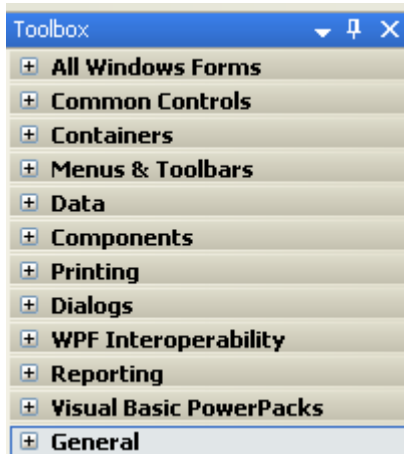 Toolbox
All Windows Forms
Common Controls
Containers
Menus & Toolbars
Data
Components
Printing
Dialogs
WPF Interoperability
Reporting
Visual Basic PowerPacks
General